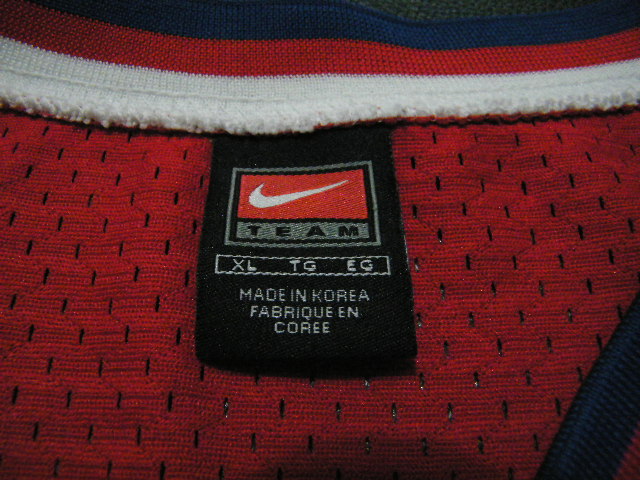 TEAM
XL TG EG
MADE IN KOREA
FABRIQUE EN
COREE